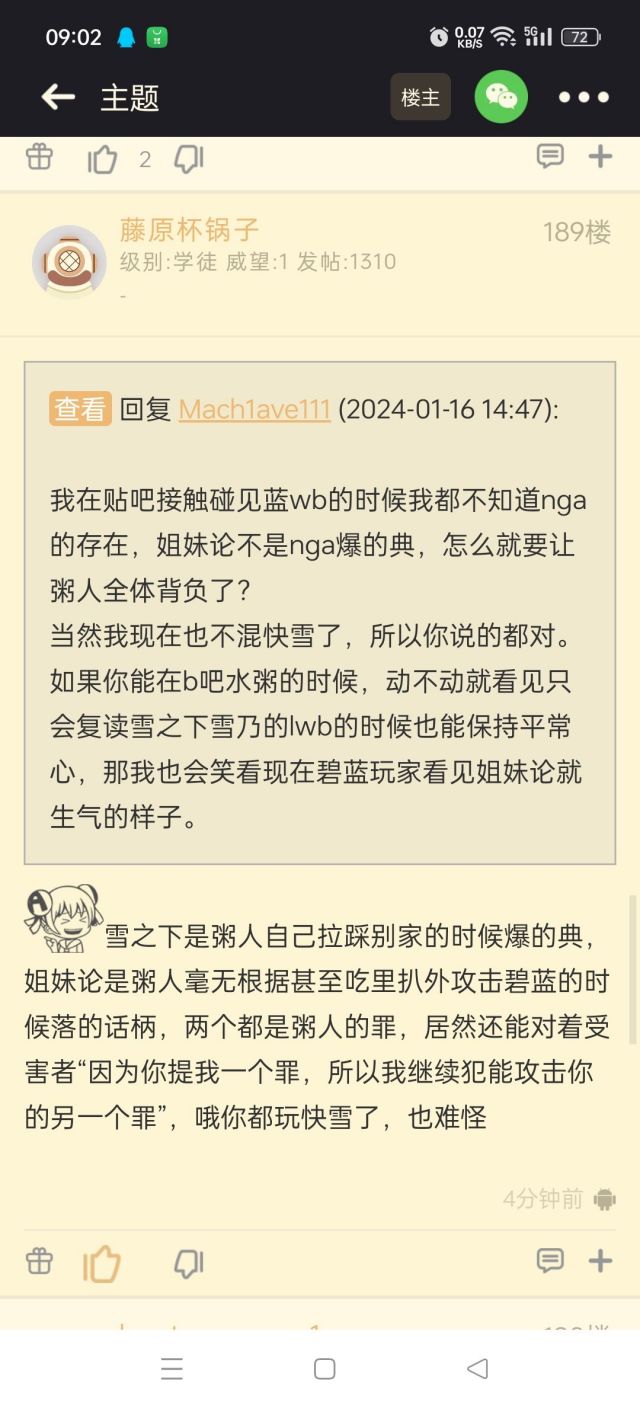 09:02
0.07
KB/S
5G
72
主题
楼主
2
藤原杯锅子
189楼
级别:学徒 威望:1 发帖:1310
-
查看 回复 Mach1ave111 (2024-01-16 14:47):
我在贴吧接触碰见蓝wb的时候我都不知道nga
的存在，姐妹论不是nga爆的典，怎么就要让
粥人全体背负了？
当然我现在也不混快雪了，所以你说的都对。
如果你能在b吧水粥的时候，动不动就看见只
会复读雪之下雪乃的lwb的时候也能保持平常
心，那我也会笑看现在碧蓝玩家看见姐妹论就
生气的样子。
雪之下是粥人自己拉踩别家的时候爆的典，
姐妹论是粥人毫无根据甚至吃里扒外攻击碧蓝的时
候落的话柄，两个都是粥人的罪，居然还能对着受
害者“因为你提我一个罪，所以我继续犯能攻击你
的另一个罪”，哦你都玩快雪了，也难怪
4分钟前